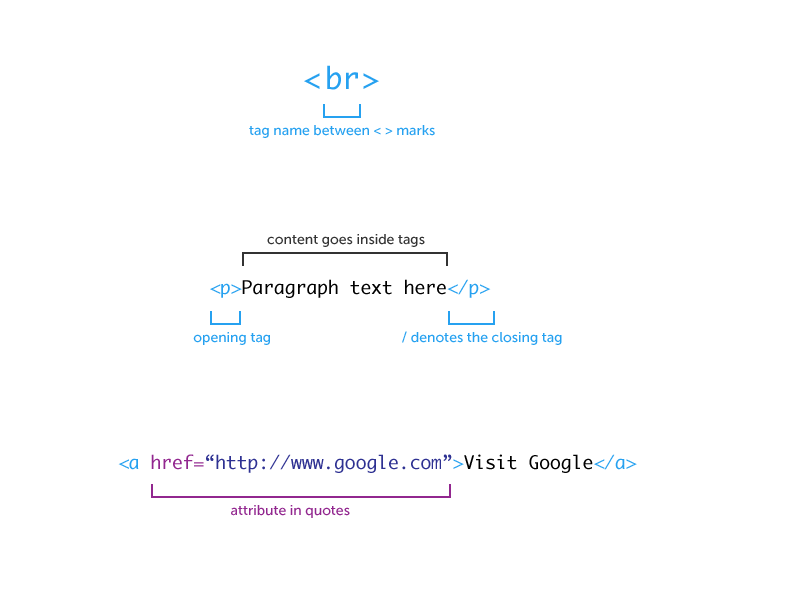 <br>
tag name between < > marks
content goes inside tags
<p>Paragraph text here</p>
opening tag
/ denotes the closing tag
<a href=“http://www.google.com”>Visit Google</a>
attribute in quotes